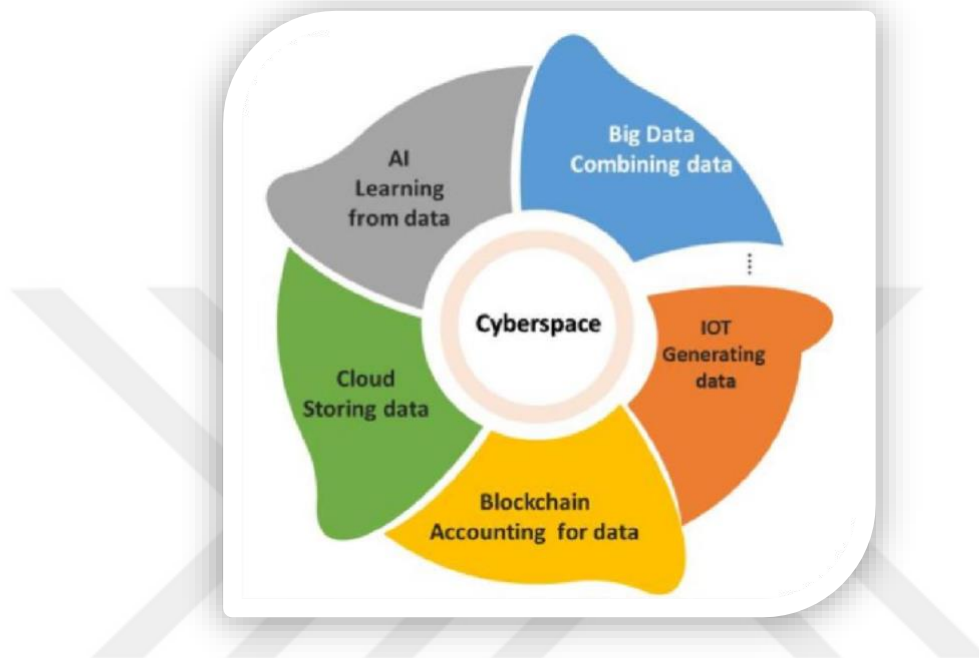 Big Data
Combining data
AI
Learning
from data
Cyberspace
IOT
Generating
data
Cloud
Storing data
Blockchain
Accounting for data